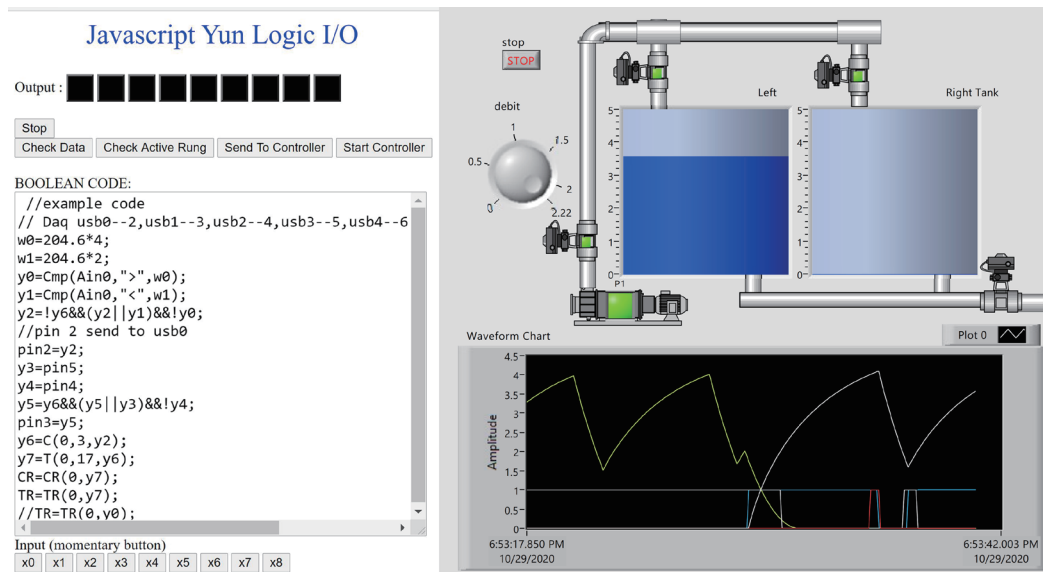 Javascript Yun Logic I/O
Output :
Stop
Check Data Check Active Rung Send To Controller Start Controller
BOOLEAN CODE:
//example code
// Daq usb0--2,usb1--3,usb2--4,usb3--5,usb4--6
w0=204.6*4;
w1=204.6*2;
y0=Cmp(Ain0,">",w0);
y1=Cmp(Ain0,"<",w1);
y2=!y6&&(y2||y1)&&!y0;
//pin 2 send to usb0
pin2=y2;
y3=pin5;
y4=pin4;
y5=y6&&(y5||y3)&&!y4;
pin3=y5;
y6=C(0,3,y2);
y7=T(0,17,y6);
CR=CR(0,y7);
TR=TR(0,y7);
//TR=TR(0,y0);
Input (momentary button)
x0 x1 x2 x3 x4 x5 x6 x7 x8
stop
STOP
debit
0
0.5
1
1.5
2
2.22
Left
5
4
3
2
1
0
Right Tank
5
4
3
2
1
0
P1
Waveform Chart
Plot 0
Amplitude
4.5
4
3.5
3
2.5
2
1.5
1
0.5
0
6:53:17.850 PM
10/29/2020
6:53:42.003 PM
10/29/2020